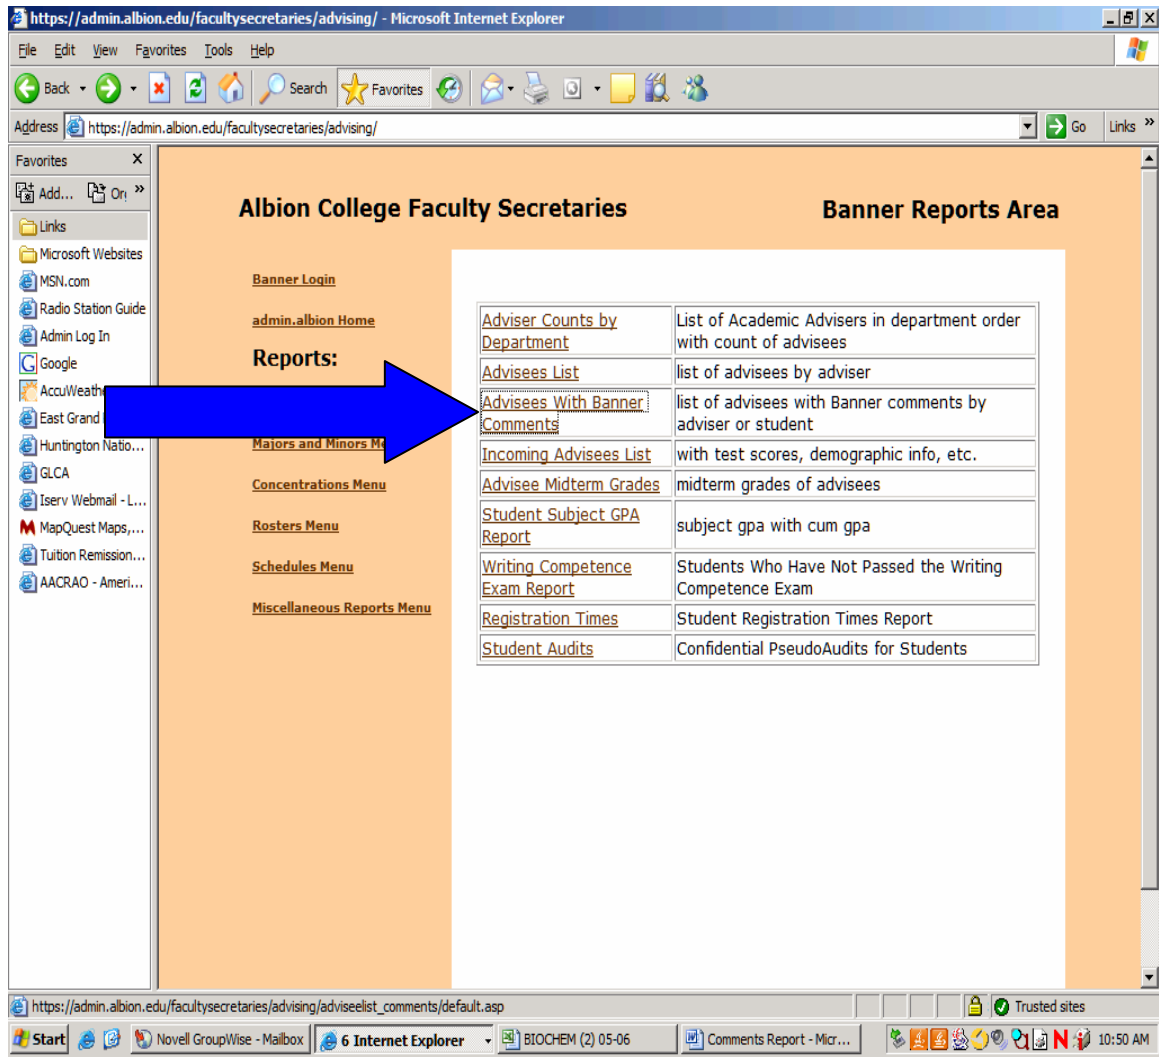 https://admin.albion.edu/facultysecretaries/advising/ - Microsoft Internet Explorer
File Edit View Favorites Tools Help
Back Search Favorites
Address https://admin.albion.edu/facultysecretaries/advising/ Go Links »
Favorites X
Add... Or »
Links
Microsoft Websites
MSN.com
Radio Station Guide
Admin Log In
Google
AccuWeath
East Grand
Huntington Natio...
GLCA
Iserv Webmail - L...
MapQuest Maps,...
Tuition Remission...
AACRAO - Ameri...
Albion College Faculty Secretaries
Banner Reports Area
Banner Login
admin.albion Home
Reports:
Majors and Minors M
Concentrations Menu
Rosters Menu
Schedules Menu
Miscellaneous Reports Menu
Adviser Counts by Department List of Academic Advisers in department order with count of advisees
Advisees List list of advisees by adviser
Advisees With Banner Comments list of advisees with Banner comments by adviser or student
Incoming Advisees List with test scores, demographic info, etc.
Advisee Midterm Grades midterm grades of advisees
Student Subject GPA Report subject gpa with cum gpa
Writing Competence Exam Report Students Who Have Not Passed the Writing Competence Exam
Registration Times Student Registration Times Report
Student Audits Confidential PseudoAudits for Students
https://admin.albion.edu/facultysecretaries/advising/adviseelist_comments/default.asp Trusted sites
Start Novell GroupWise - Mailbox 6 Internet Explorer BIOCHEM (2) 05-06 Comments Report - Micr... 10:50 AM